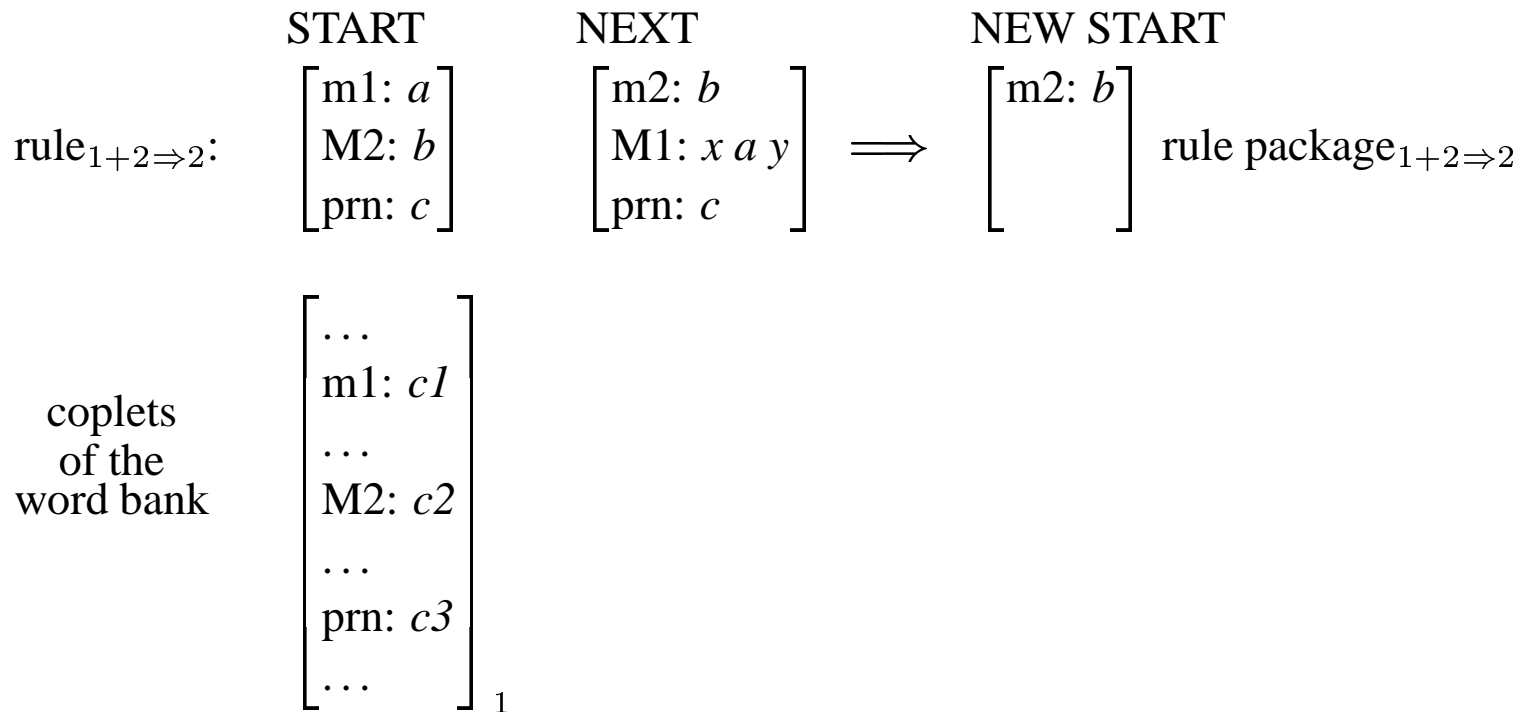 START NEXT NEW START
m1: a m2: b m2: b
rule1+2⇒2: M2: b M1: x a y ⟹ rule package1+2⇒2
prn: c prn: c
...
m1: c1
coplets
...
of the
word bank M2: c2
...
prn: c3
...
1